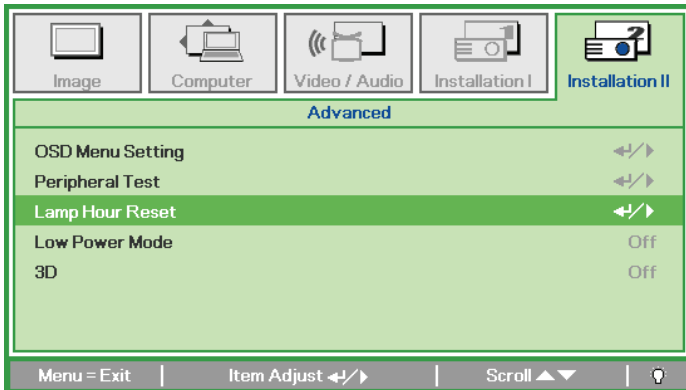 Image
Computer
Video / Audio
Installation I
Installation II
Advanced
OSD Menu Setting
Peripheral Test
Lamp Hour Reset
Low Power Mode Off
3D Off
Menu = Exit Item Adjust Scroll